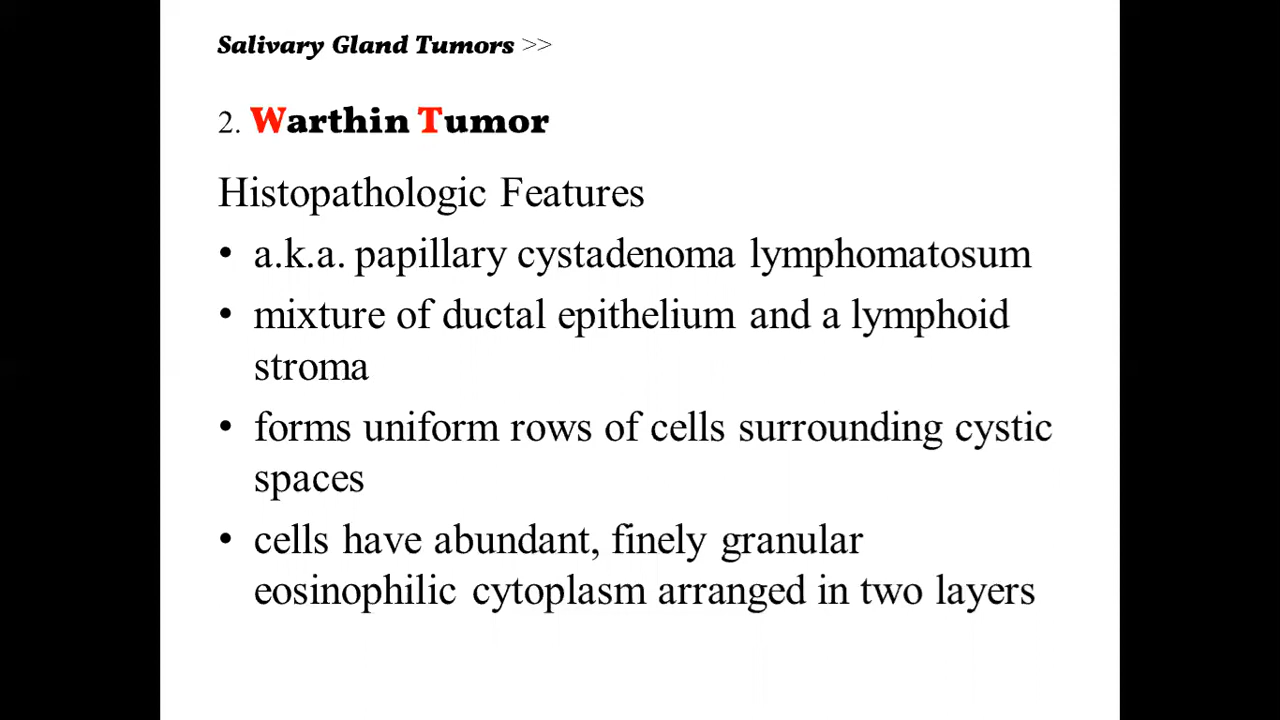 Salivary Gland Tumors >>
2. Warthin Tumor
Histopathologic Features
• a.k.a. papillary cystadenoma lymphomatosum
• mixture of ductal epithelium and a lymphoid
stroma
• forms uniform rows of cells surrounding cystic
spaces
• cells have abundant, finely granular
eosinophilic cytoplasm arranged in two layers